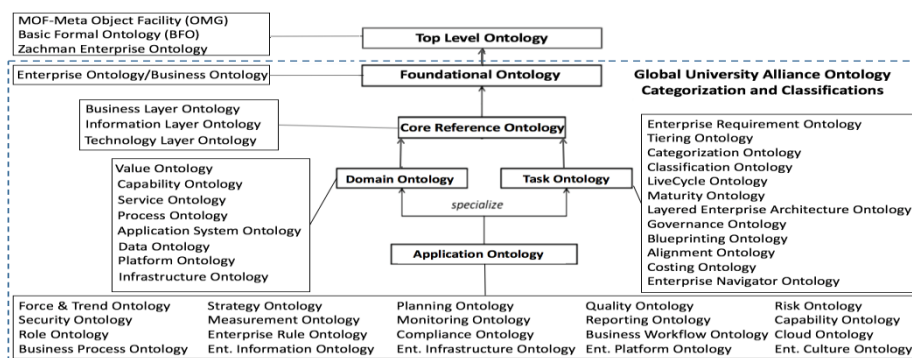 MOF-Meta Object Facility (OMG)
Basic Formal Ontology (BFO)
Zachman Enterprise Ontology
Top Level Ontology
Enterprise Ontology/Business Ontology
Foundational Ontology
Global University Alliance Ontology
Categorization and Classifications
Business Layer Ontology
Information Layer Ontology
Technology Layer Ontology
Core Reference Ontology
Value Ontology
Capability Ontology
Service Ontology
Process Ontology
Application System Ontology
Data Ontology
Platform Ontology
Infrastructure Ontology
Domain Ontology
Task Ontology
Enterprise Requirement Ontology
Tiering Ontology
Categorization Ontology
Classification Ontology
LiveCycle Ontology
Maturity Ontology
Layered Enterprise Architecture Ontology
Governance Ontology
Blueprinting Ontology
Alignment Ontology
Costing Ontology
Enterprise Navigator Ontology
specialize
Application Ontology
Force & Trend Ontology Strategy Ontology Planning Ontology Quality Ontology Risk Ontology
Security Ontology Measurement Ontology Monitoring Ontology Reporting Ontology Capability Ontology
Role Ontology Enterprise Rule Ontology Compliance Ontology Business Workflow Ontology Cloud Ontology
Business Process Ontology Ent. Information Ontology Ent. Infrastructure Ontology Ent. Platform Ontology Ent. Culture Ontology